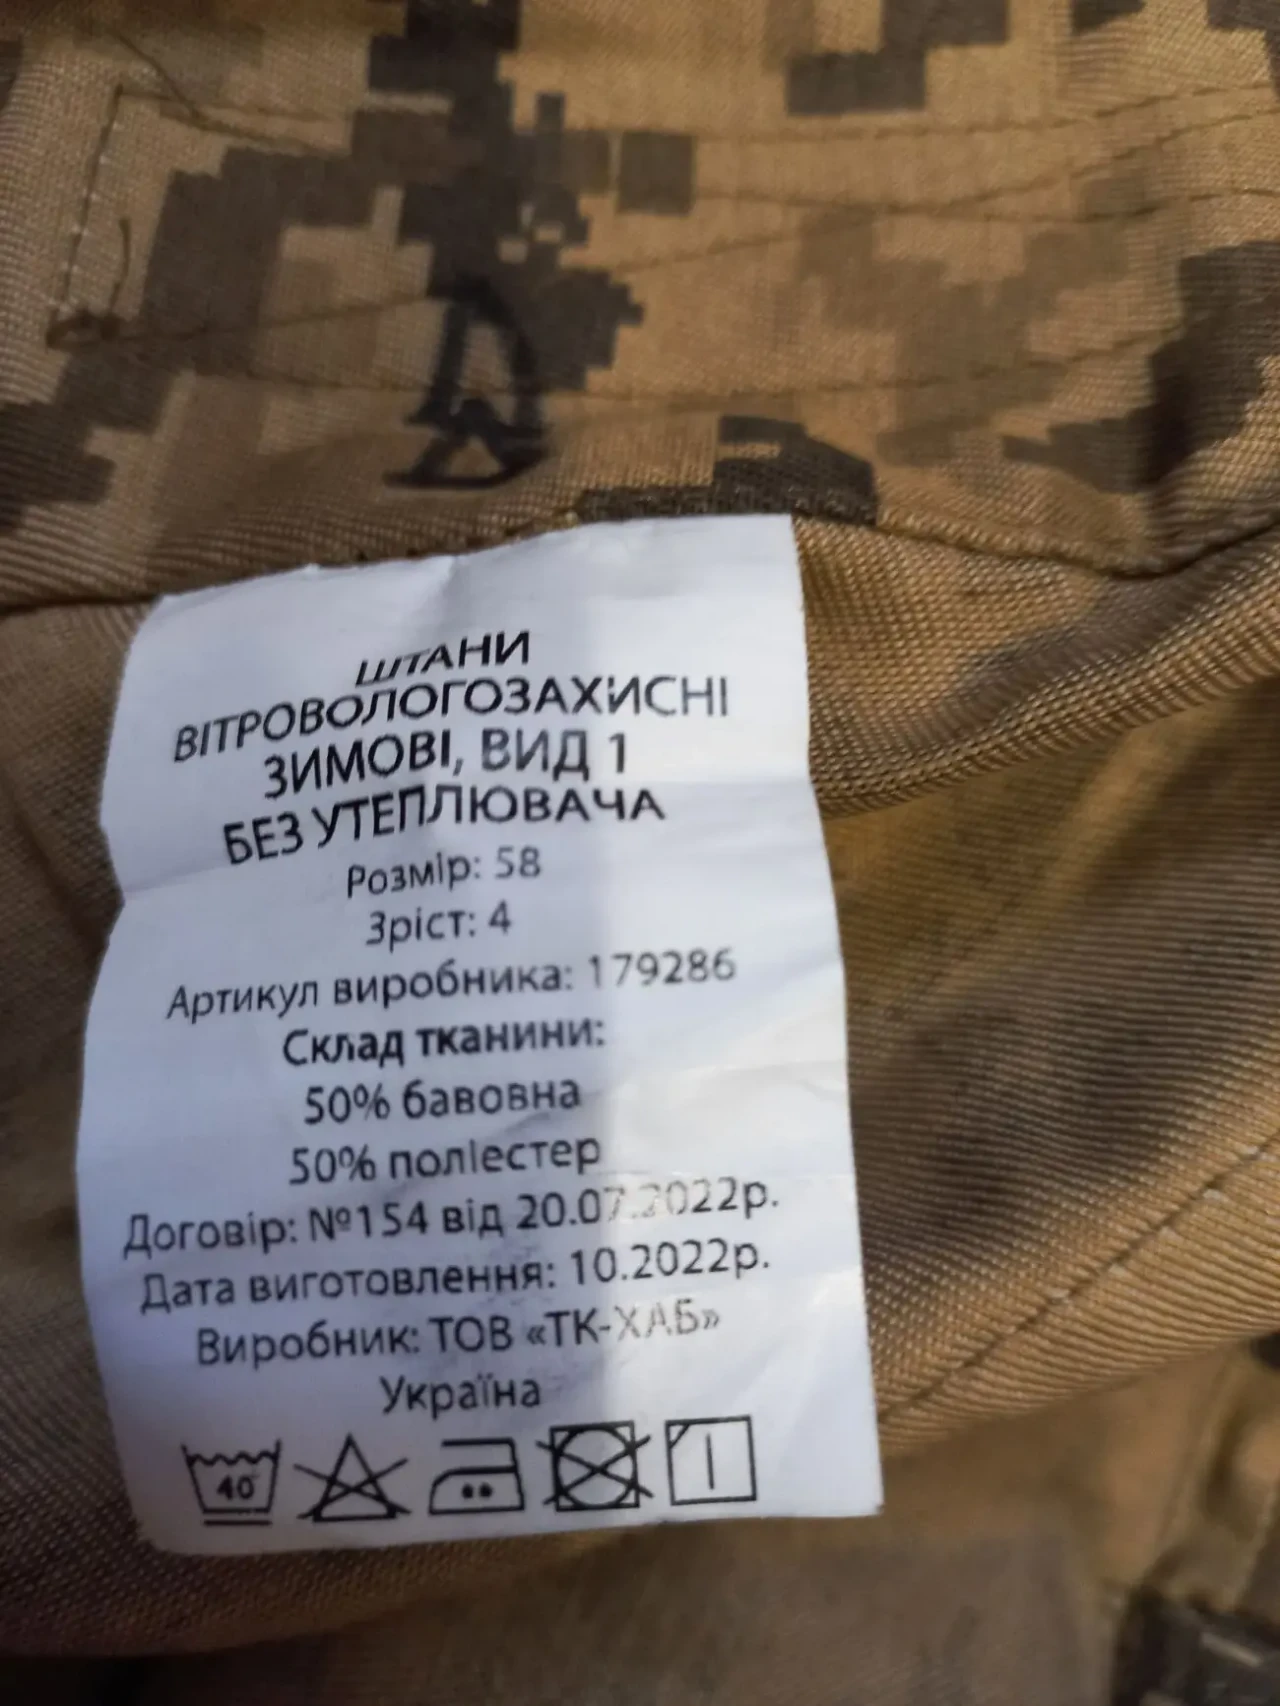 ШТАНИ
ВІТРОВОЛОГОЗАХИСНІ
ЗИМОВІ, ВИД 1
БЕЗ УТЕПЛЮВАЧА
Розмір: 58
Зріст: 4
Артикул виробника: 179286
Склад тканини:
50% бавовна
50% поліестер
Договір: №154 від 20.07.2022р.
Дата виготовлення: 10.2022р.
Виробник: ТОВ «ТК-ХАБ»
Україна
40